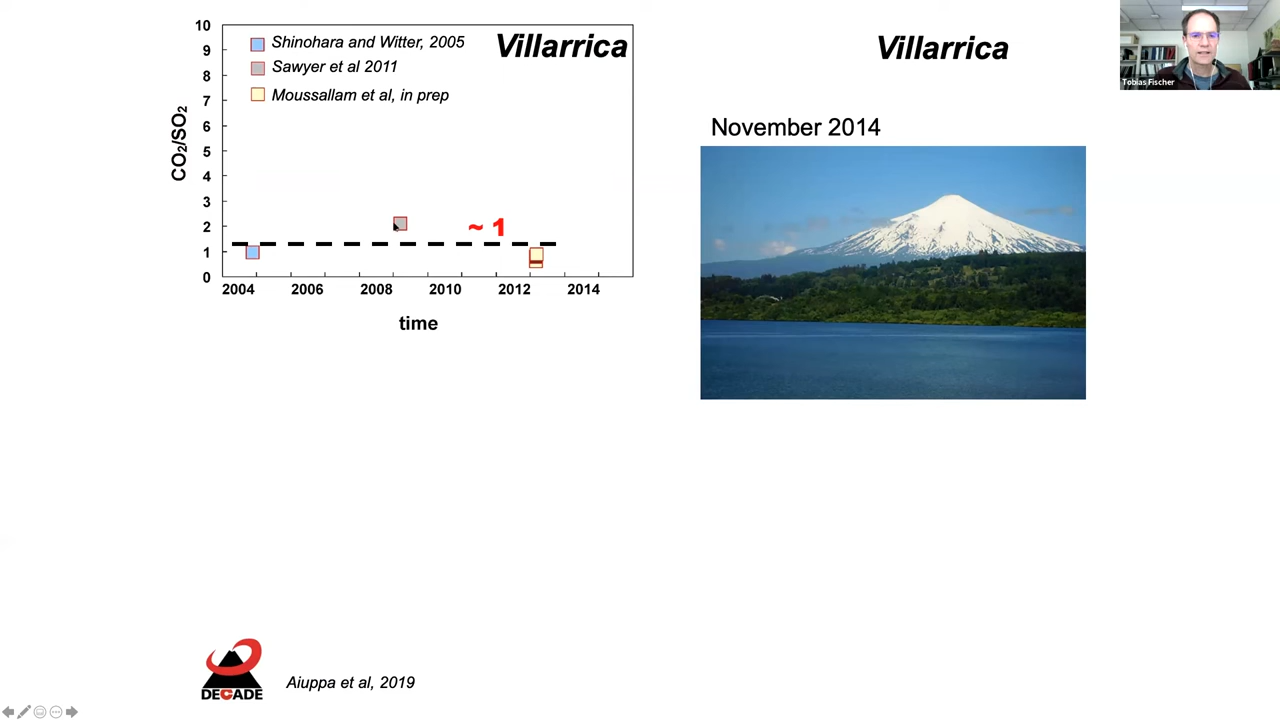 Villarrica
Shinohara and Witter, 2005
Sawyer et al 2011
Moussallam et al, in prep
CO2/SO2
10
9
8
7
6
5
4
3
2
1
0
~ 1
2004 2006 2008 2010 2012 2014
time
Villarrica
November 2014
Tobias Fischer
DECADE
Aiuppa et al, 2019